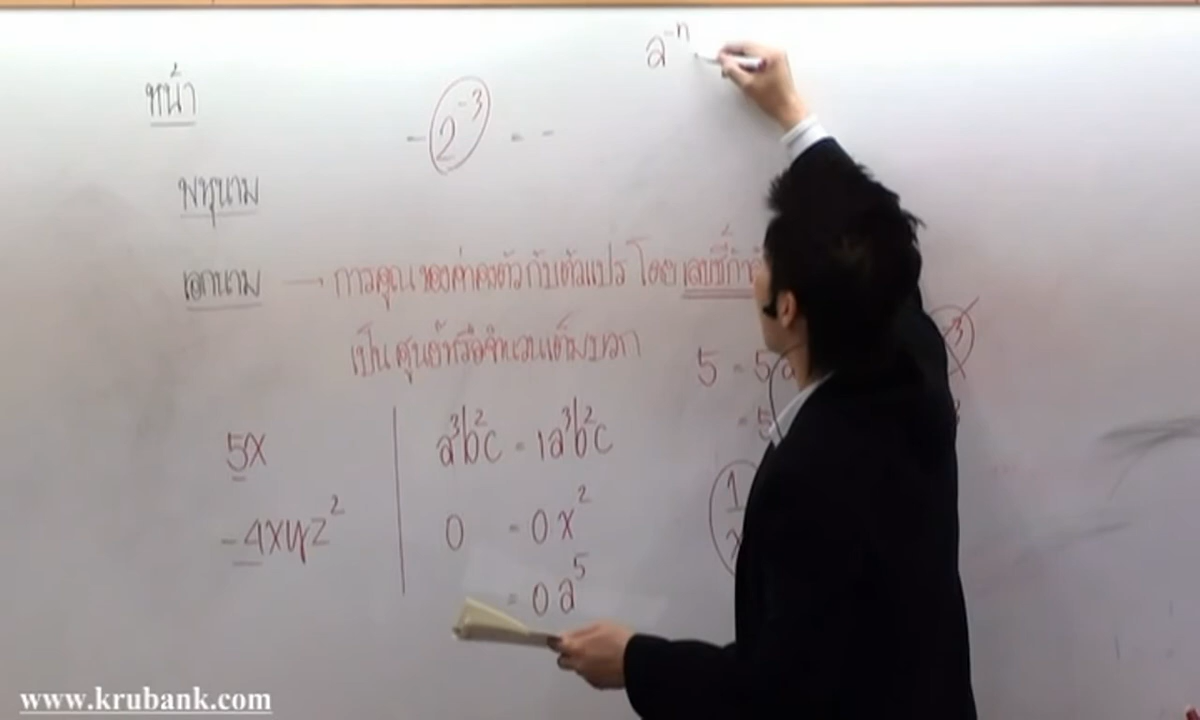 a⁻ⁿ
หน้า
- 2⁻³ = -
พหุนาม
เอกนาม → การคูณของค่าคงตัวกับตัวแปร โดย เลขชี้กำลัง
เป็นศูนย์หรือจำนวนเต็มบวก
5 = 5
= 5
5x
a³b²c = 1a³b²c
-4xyz²
0 = 0x²
= 0a⁵
www.krubank.com